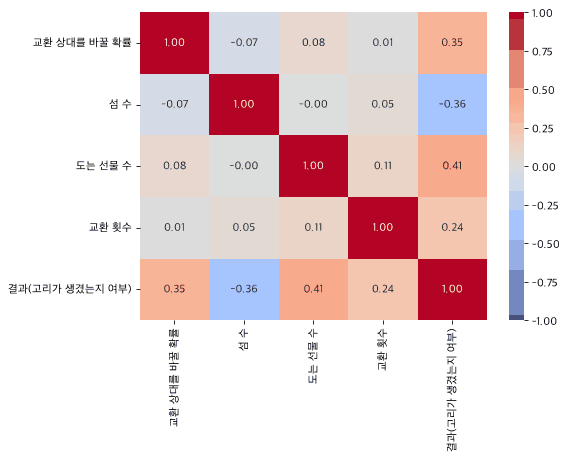 교환 상대를 바꿀 확률
1.00 -0.07 0.08 0.01 0.35
섬 수
-0.07 1.00 -0.00 0.05 -0.36
도는 선물 수
0.08 -0.00 1.00 0.11 0.41
교환 횟수
0.01 0.05 0.11 1.00 0.24
결과(고리가 생겼는지 여부)
0.35 -0.36 0.41 0.24 1.00
교환 상대를 바꿀 확률
섬 수
도는 선물 수
교환 횟수
결과(고리가 생겼는지 여부)
1.00
0.75
0.50
0.25
0.00
-0.25
-0.50
-0.75
-1.00